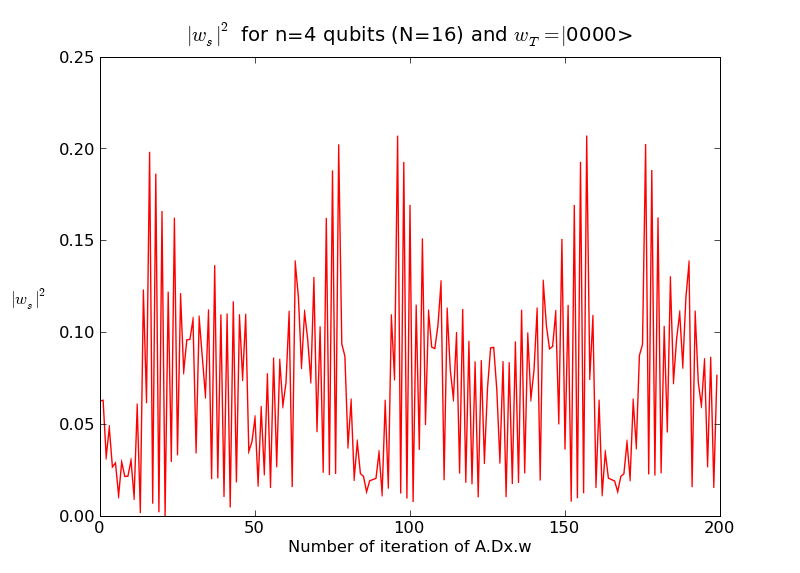 |w_s|^2 for n=4 qubits (N=16) and w_T=|0000>
0.25
0.20
0.15
|w_s|^2
0.10
0.05
0.00
0 50 100 150 200
Number of iteration of A.Dx.w